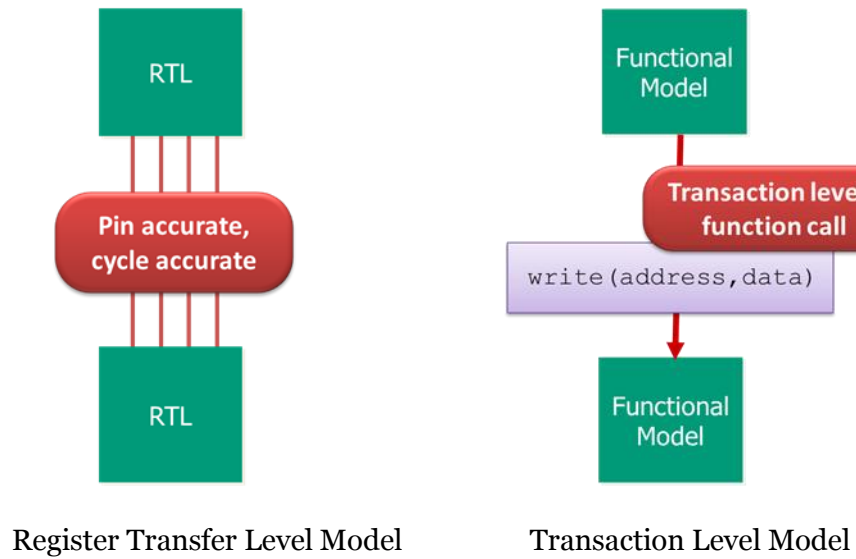 RTL
Pin accurate,
cycle accurate
RTL
Register Transfer Level Model
Functional
Model
Transaction leve
function call
write(address,data)
Functional
Model
Transaction Level Model